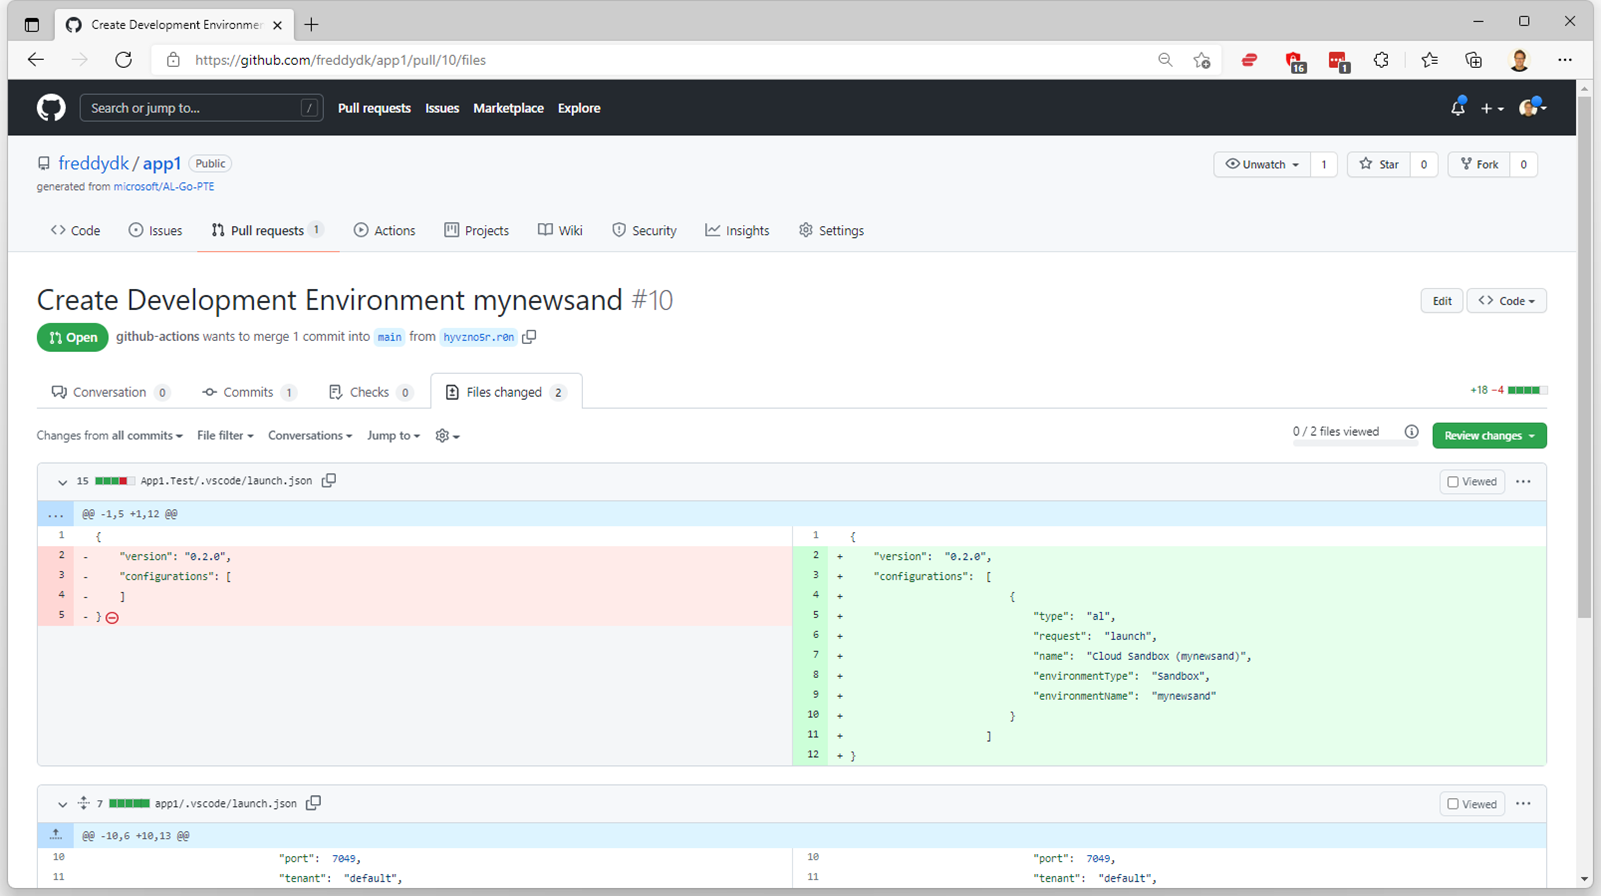 Create Development Environmen
https://github.com/freddydk/app1/pull/10/files
16
1
Search or jump to...
/
Pull requests Issues Marketplace Explore
freddydk / app1 Public
generated from microsoft/AL-Go-PTE
Unwatch 1 Star 0 Fork 0
Code Issues Pull requests 1 Actions Projects Wiki Security Insights Settings
Create Development Environment mynewsand #10
Edit Code
Open github-actions wants to merge 1 commit into main from hyvzno5r.r0n
Conversation 0 Commits 1 Checks 0 Files changed 2
+18 −4
Changes from all commits File filter Conversations Jump to
0 / 2 files viewed
Review changes
15 App1.Test/.vscode/launch.json
Viewed
... @@ -1,5 +1,12 @@
1 {
2 - "version": "0.2.0",
3 - "configurations": [
4 - ]
5 - }
1 {
2 + "version": "0.2.0",
3 + "configurations": [
4 + {
5 + "type": "al",
6 + "request": "launch",
7 + "name": "Cloud Sandbox (mynewsand)",
8 + "environmentType": "Sandbox",
9 + "environmentName": "mynewsand"
10 + }
11 + ]
12 + }
7 app1/.vscode/launch.json
Viewed
@@ -10,6 +10,13 @@
10 "port": 7049,
11 "tenant": "default",
10 "port": 7049,
11 "tenant": "default",